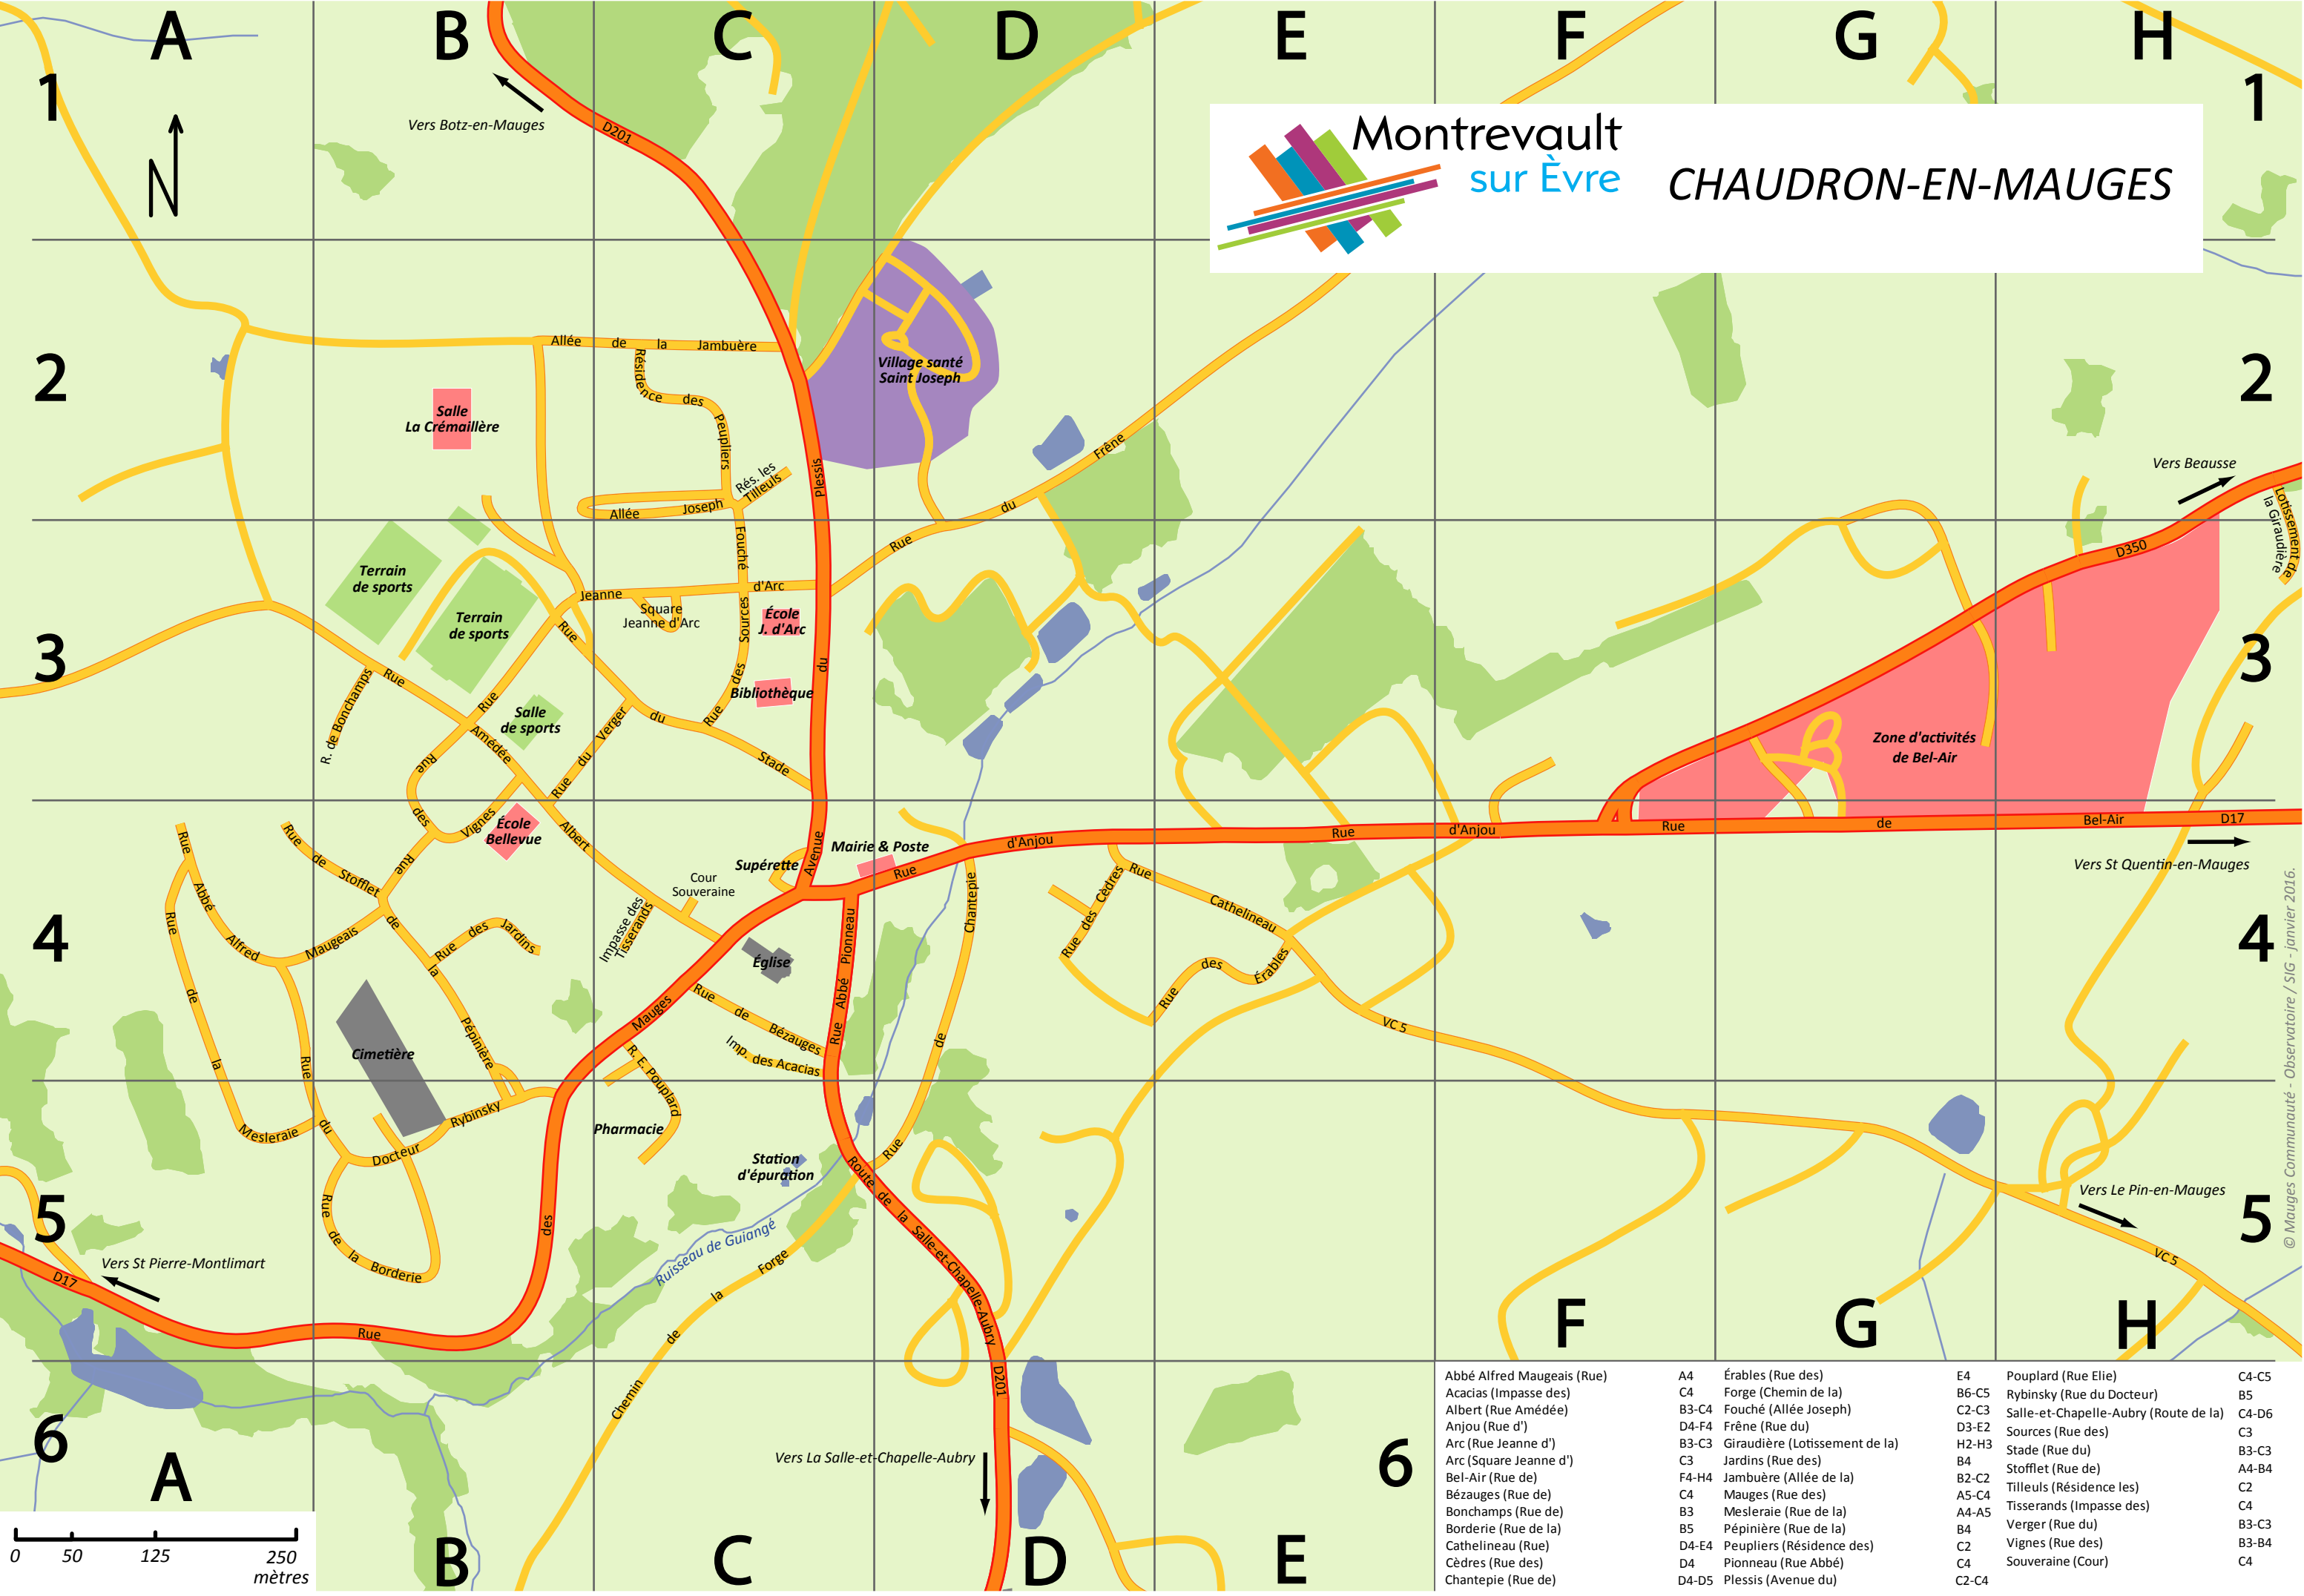 A B C D E F G H
1 1
Vers Botz-en-Mauges
D201
N
Montrevault
sur Èvre
CHAUDRON-EN-MAUGES
2 2
Allée de la Jambuère
Résidence des Peupliers
Village santé
Saint Joseph
Salle
La Crémaillère
Rés. les
Tilleuls
Allée Joseph Fouché
Avenue du Plessis
Rue du Frêne
Vers Beausse
Lotissement de
la Giraudière
D350
3 3
Terrain
de sports
Terrain
de sports
Rue Jeanne d'Arc
Square
Jeanne d'Arc
École
J. d'Arc
Rue des Sources
Bibliothèque
R. de Bonchamps
Rue Amédée Albert
Salle
de sports
Rue du Verger
Rue du Stade
Rue des Vignes
Zone d'activités
de Bel-Air
École
Bellevue
4 4
Rue Abbé Alfred Maugeais
Rue de Stofflet
Rue de la Pépinière
Rue des Jardins
Rue de la Mesleraie
Cour
Souveraine
Impasse des
Tisserands
Supérette
Mairie & Poste
Rue d'Anjou
Rue d'Anjou
Rue de Bel-Air
D17
Vers St Quentin-en-Mauges
Église
Rue Abbé Pionneau
Rue de Chantepie
Rue des Cèdres
Rue Cathelineau
Rue des Érables
VC 5
Rue de Bézauges
Imp. des Acacias
R. E. Pouplard
Cimetière
Pharmacie
Rue du Docteur Rybinsky
Station
d'épuration
5 5
Rue de la Borderie
Rue des Mauges
Route de la Salle-et-Chapelle-Aubry
Ruisseau de Guiangé
Chemin de la Forge
Vers St Pierre-Montlimart
D17
Vers Le Pin-en-Mauges
VC 5
© Mauges Communauté - Observatoire / SIG - janvier 2016.
F G H
6 6
D201
Vers La Salle-et-Chapelle-Aubry
A B C D E
0 50 125 250
mètres
Abbé Alfred Maugeais (Rue) A4
Acacias (Impasse des) C4
Albert (Rue Amédée) B3-C4
Anjou (Rue d') D4-F4
Arc (Rue Jeanne d') B3-C3
Arc (Square Jeanne d') C3
Bel-Air (Rue de) F4-H4
Bézauges (Rue de) C4
Bonchamps (Rue de) B3
Borderie (Rue de la) B5
Cathelineau (Rue) D4-E4
Cèdres (Rue des) D4
Chantepie (Rue de) D4-D5
Érables (Rue des) E4
Forge (Chemin de la) B6-C5
Fouché (Allée Joseph) C2-C3
Frêne (Rue du) D3-E2
Giraudière (Lotissement de la) H2-H3
Jardins (Rue des) B4
Jambuère (Allée de la) B2-C2
Mauges (Rue des) A5-C4
Mesleraie (Rue de la) A4-A5
Pépinière (Rue de la) B4
Peupliers (Résidence des) C2
Pionneau (Rue Abbé) C4
Plessis (Avenue du) C2-C4
Pouplard (Rue Elie) C4-C5
Rybinsky (Rue du Docteur) B5
Salle-et-Chapelle-Aubry (Route de la) C4-D6
Sources (Rue des) C3
Stade (Rue du) B3-C3
Stofflet (Rue de) A4-B4
Tilleuls (Résidence les) C2
Tisserands (Impasse des) C4
Verger (Rue du) B3-C3
Vignes (Rue des) B3-B4
Souveraine (Cour) C4